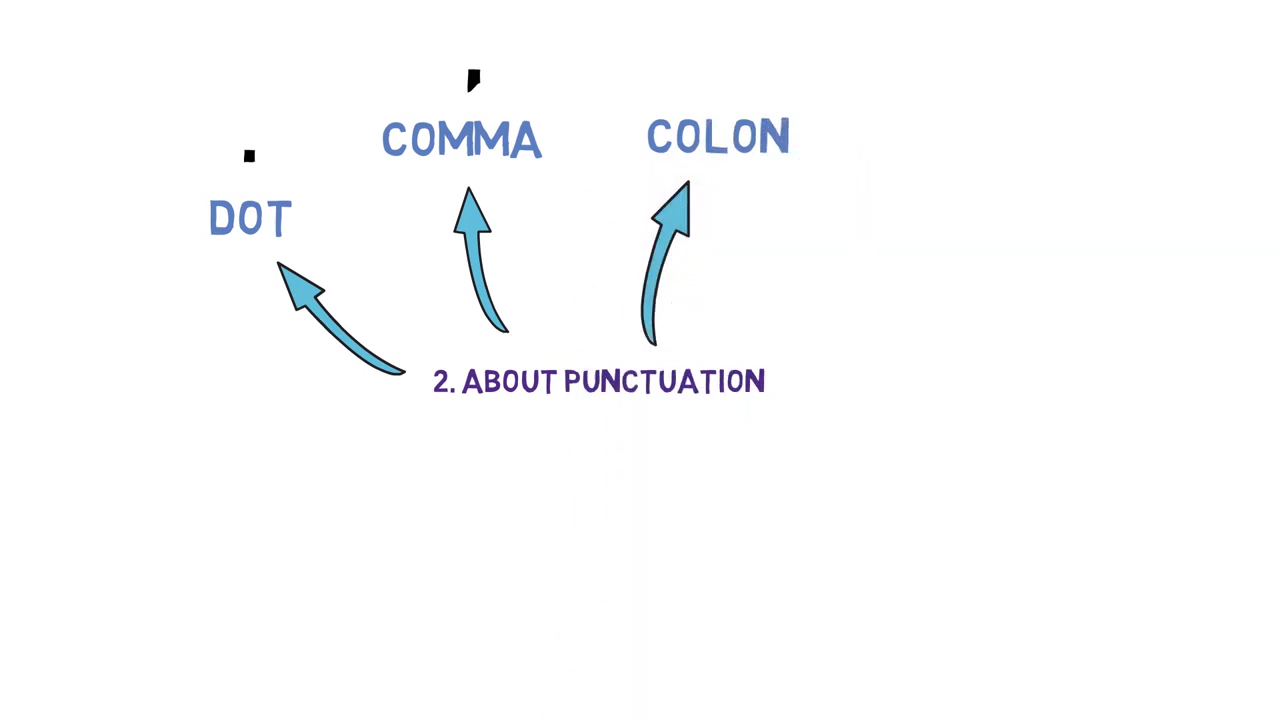 ,
COMMA
COLON
.
DOT
2. ABOUT PUNCTUATION